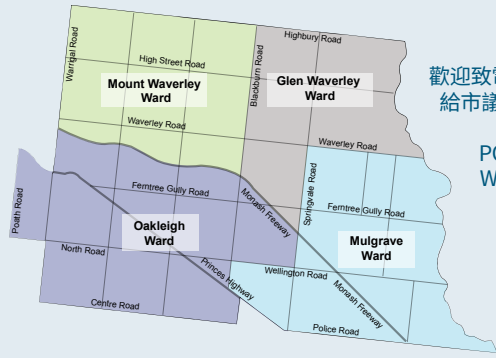 Highbury Road
Warrigal Road
High Street Road
Blackburn Road
Mount Waverley
Ward
Glen Waverley
Ward
歡迎致電
給市議
Waverley Road
Waverley Road
PO
W
Poath Road
Ferntree Gully Road
Monash Freeway
Springvale Road
Ferntree Gully Road
Oakleigh
Ward
Mulgrave
Ward
North Road
Princes Highway
Wellington Road
Monash Freeway
Centre Road
Police Road